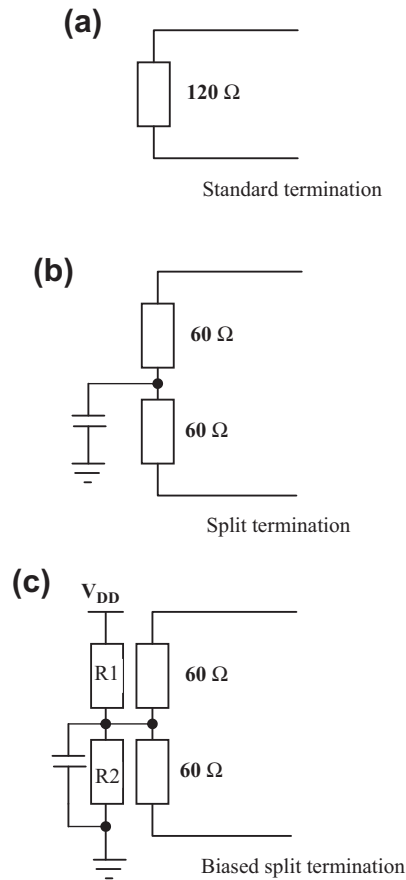 (a)
120 Ω
Standard termination
(b)
60 Ω
60 Ω
Split termination
(c)
VDD
R1
60 Ω
R2
60 Ω
Biased split termination